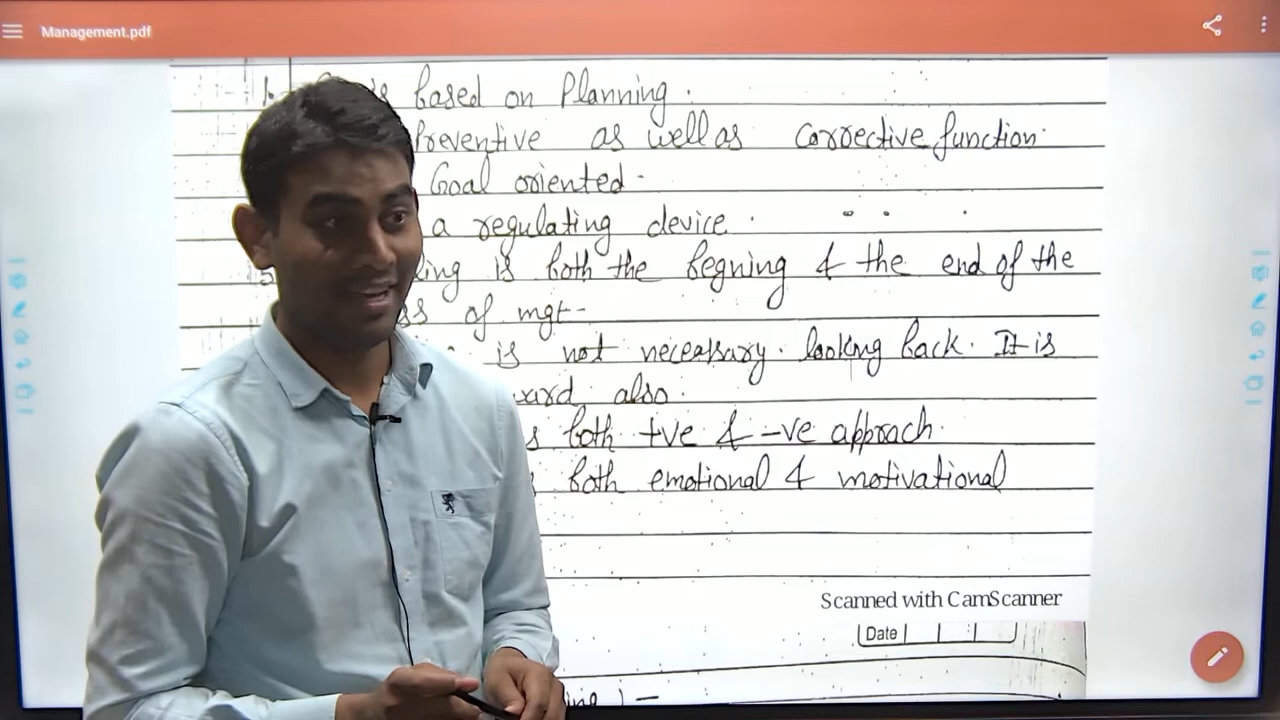 Management.pdf
1. based on Planning.
Preventive as well as corrective function.
Goal oriented.
a regulating device.
5. is both the begning & the end of the
of mgt-
is not necessary. looking back. It is
also.
both +ve & -ve approach.
both emotional & motivational
Scanned with CamScanner
Date